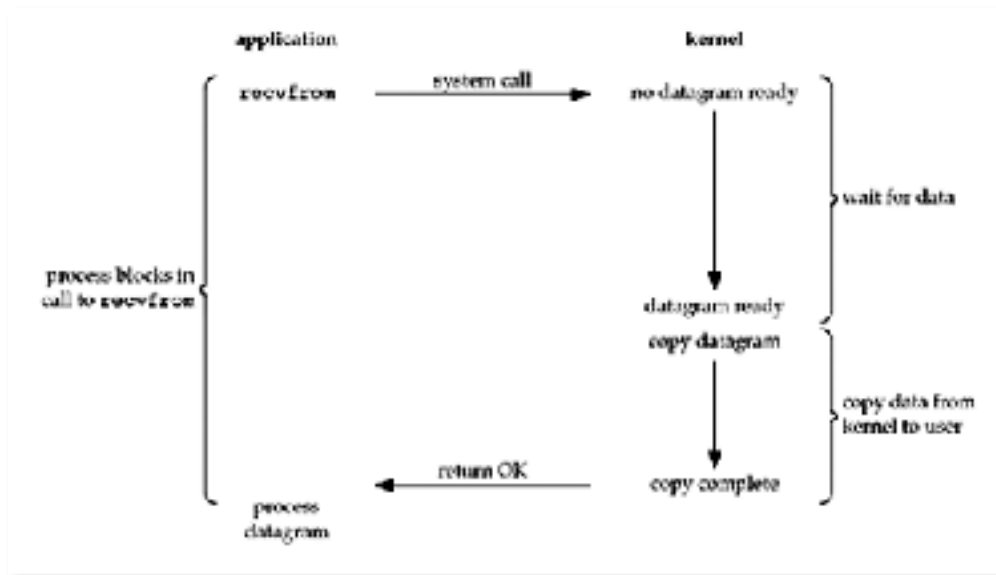 application
kernel
recvfrom
system call
no datagram ready
wait for data
process blocks in
call to recvfrom
datagram ready
copy datagram
copy data from
kernel to user
return OK
copy complete
process
datagram